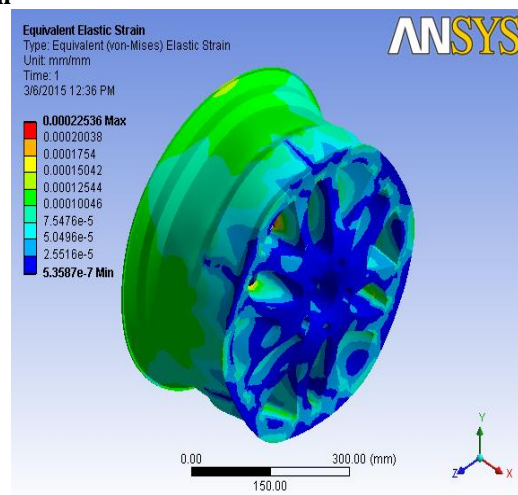 Equivalent Elastic Strain
Type: Equivalent (von-Mises) Elastic Strain
Unit: mm/mm
Time: 1
3/6/2015 12:36 PM
ANSYS
0.00022536 Max
0.00020038
0.0001754
0.00015042
0.00012544
0.00010046
7.5476e-5
5.0496e-5
2.5516e-5
5.3587e-7 Min
0.00
300.00 (mm)
150.00
Y
Z
X